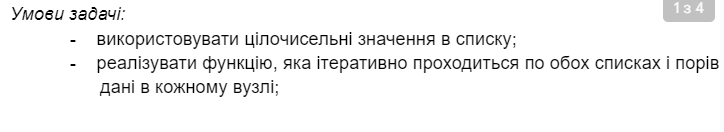 Умови задачі:
1 з 4
- використовувати цілочисельні значення в списку;
- реалізувати функцію, яка ітеративно проходиться по обох списках і порів
дані в кожному вузлі;